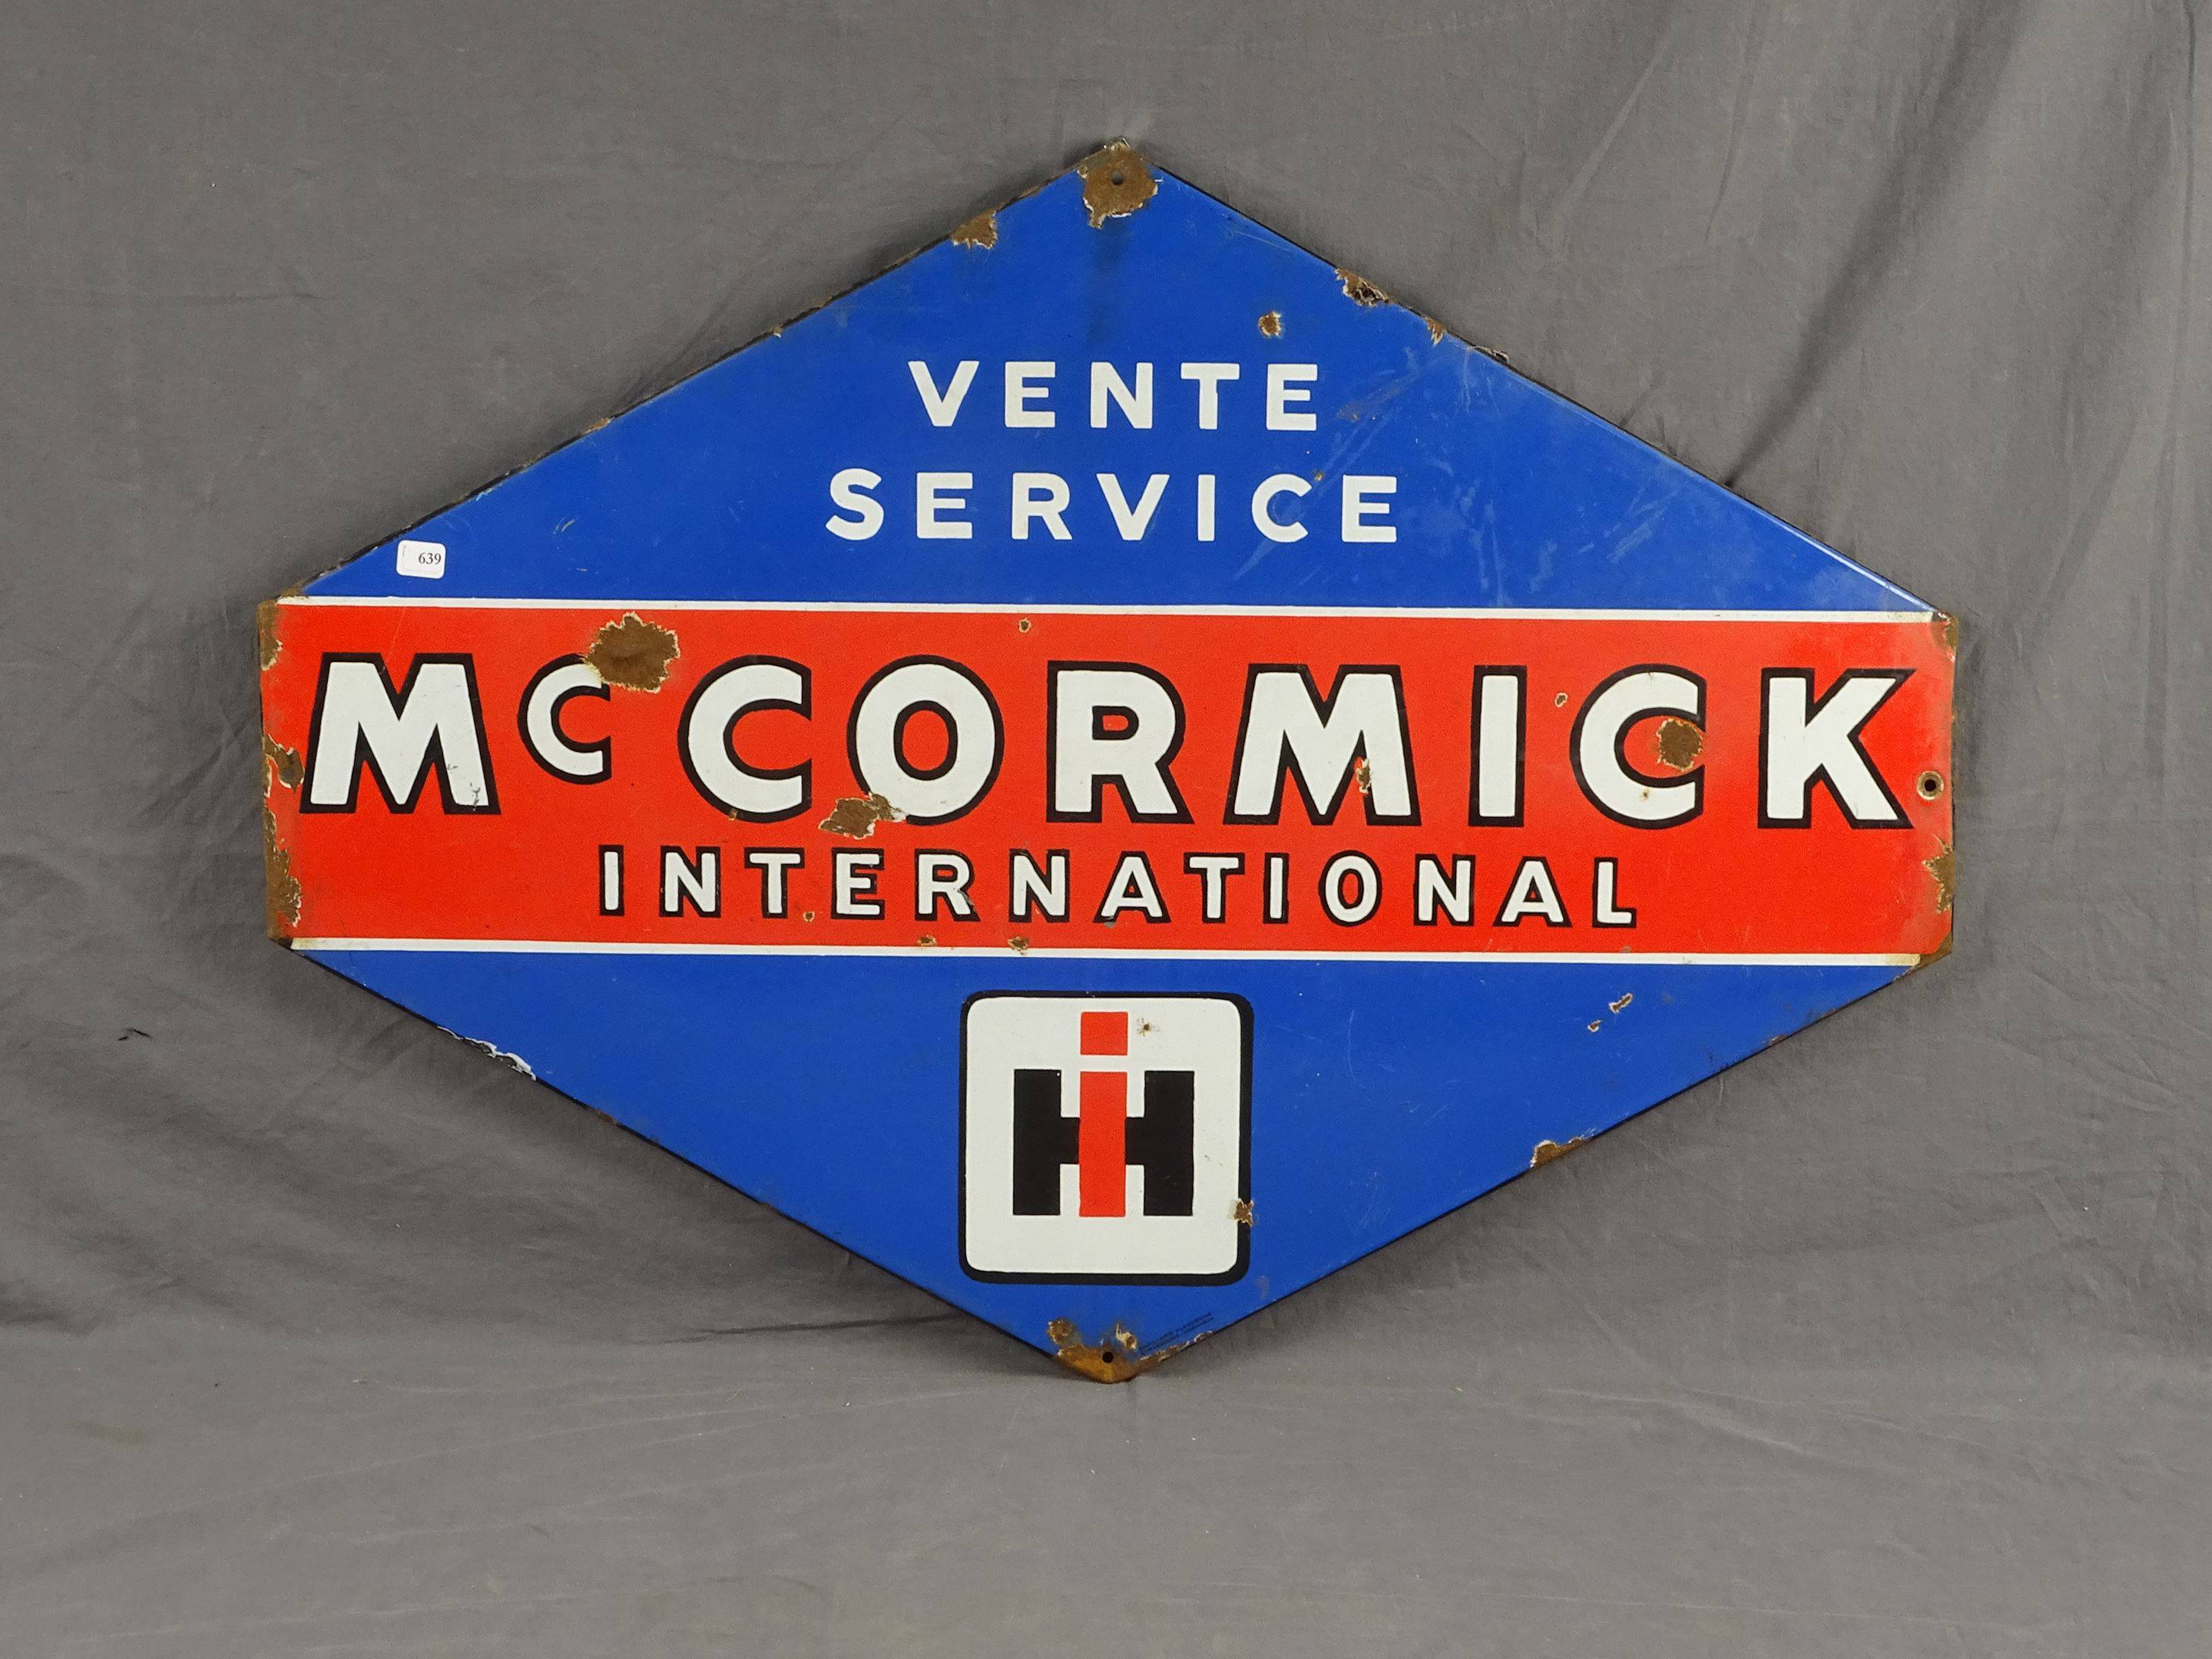 VENTE
SERVICE
639
McCORMICK
INTERNATIONAL
IH